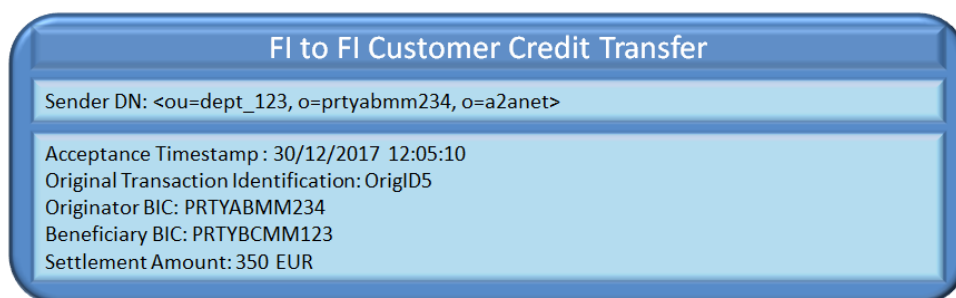 FI to FI Customer Credit Transfer
Sender DN: <ou=dept_123, o=prtyabmm234, o=a2anet>
Acceptance Timestamp : 30/12/2017 12:05:10
Original Transaction Identification: OrigID5
Originator BIC: PRTYABMM234
Beneficiary BIC: PRTYBCMM123
Settlement Amount: 350 EUR